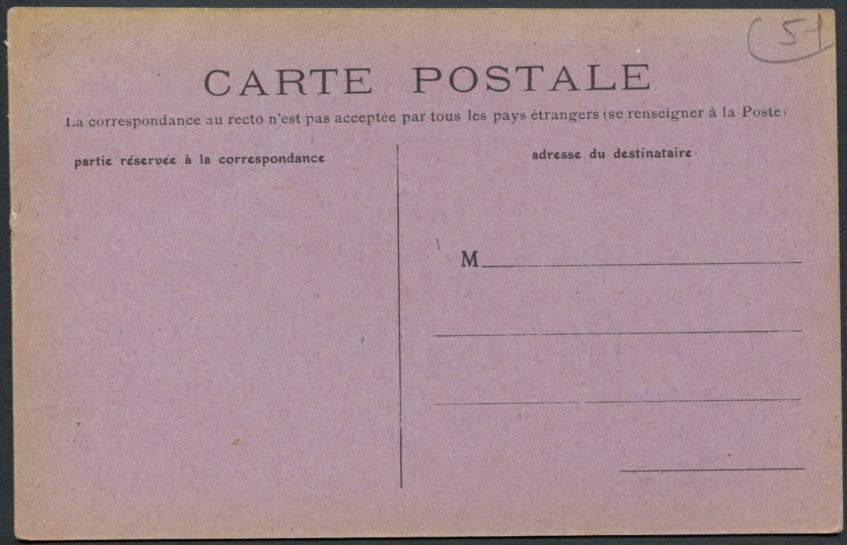 51
CARTE POSTALE
La correspondance au recto n'est pas acceptée par tous les pays étrangers (se renseigner à la Poste)
partie réservée à la correspondance
adresse du destinataire
M